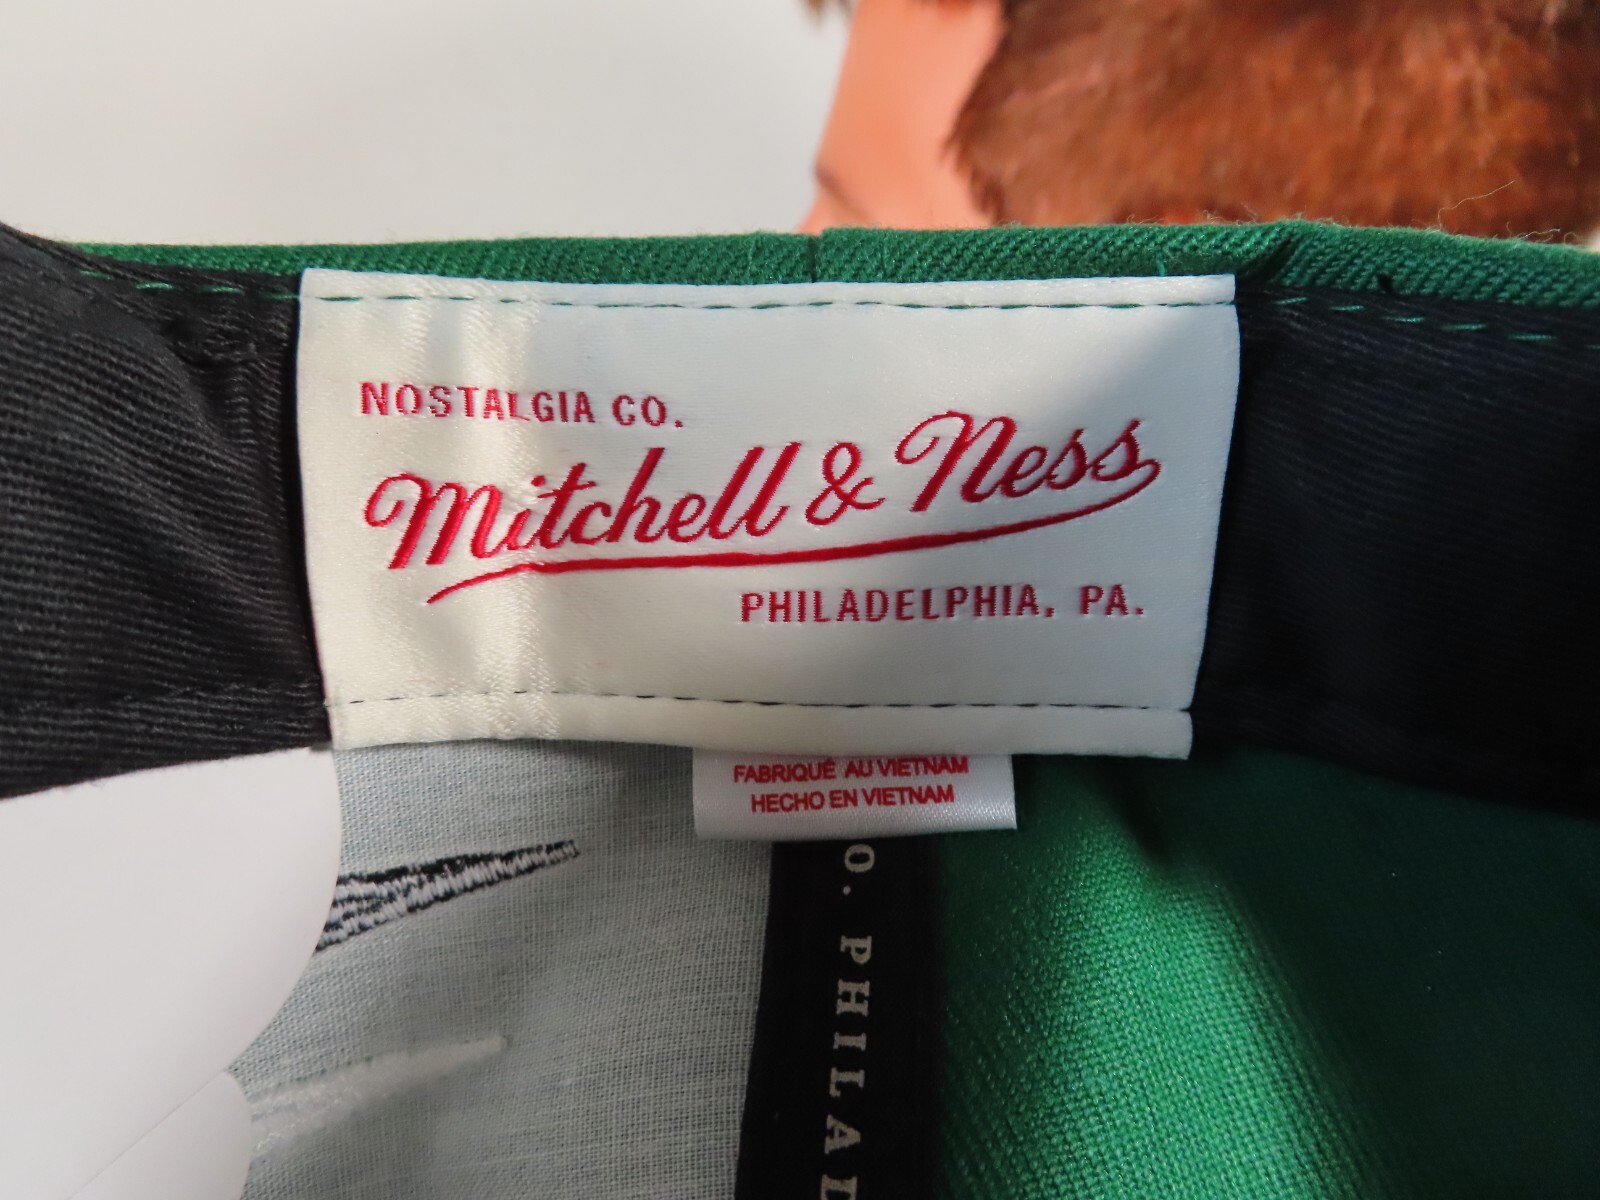 NOSTALGIA CO.
Mitchell & Ness
PHILADELPHIA, PA.
FABRIQUÉ AU VIETNAM
HECHO EN VIETNAM
O. PHILAD